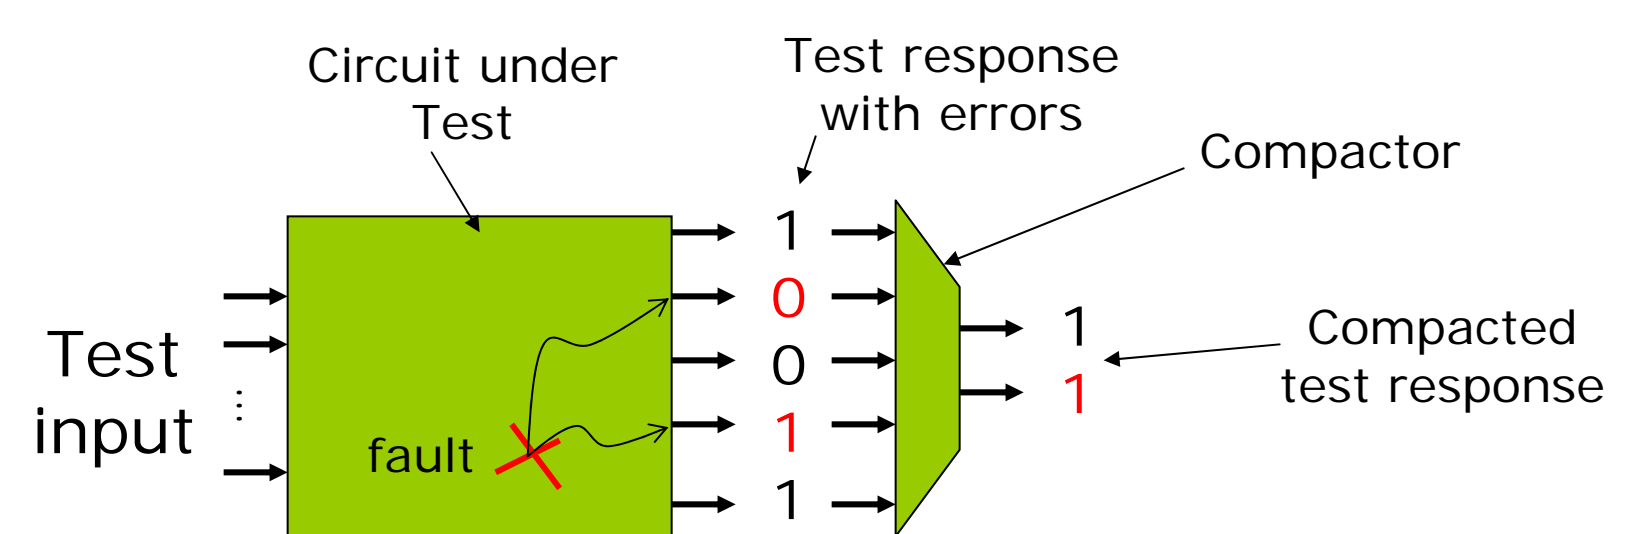 Circuit under
Test
Test response
with errors
Compactor
Test
input
...
fault
1
0
0
1
1
1
1
Compacted
test response